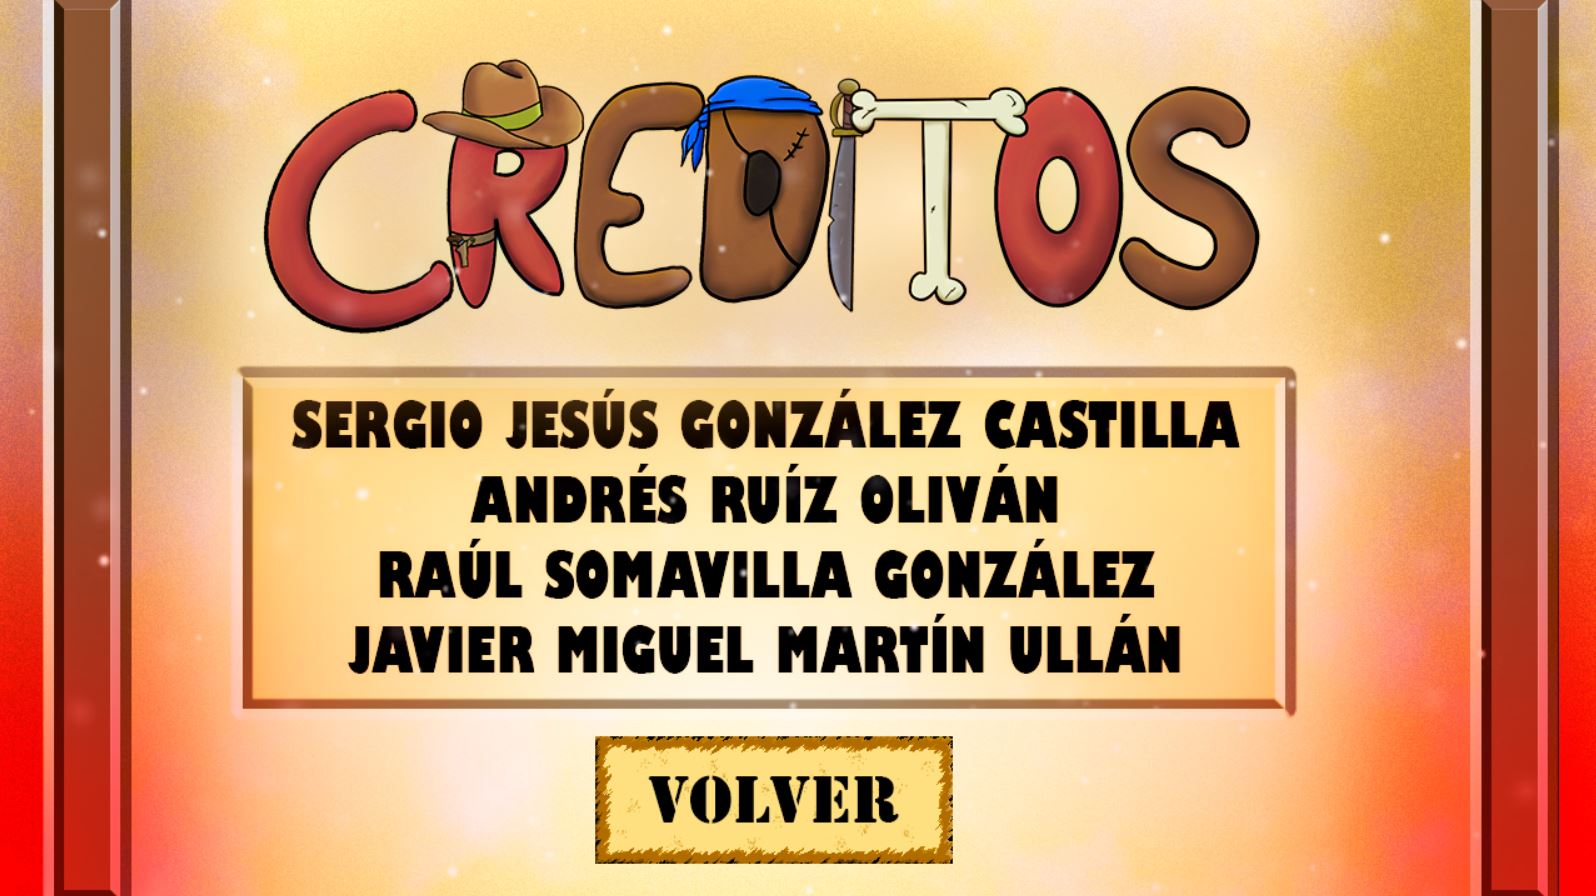 CREDITOS
SERGIO JESÚS GONZÁLEZ CASTILLA
ANDRÉS RUÍZ OLIVÁN
RAÚL SOMAVILLA GONZÁLEZ
JAVIER MIGUEL MARTÍN ULLÁN
VOLVER